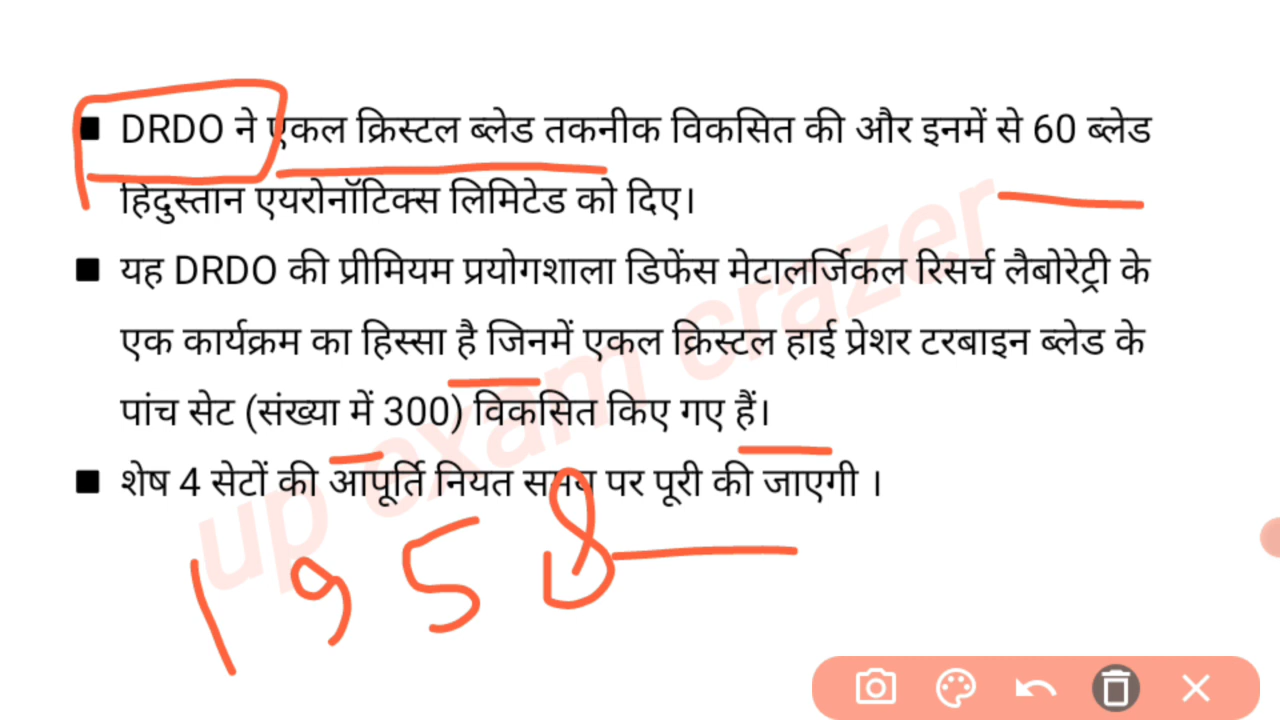 ■ DRDO ने एकल क्रिस्टल ब्लेड तकनीक विकसित की और इनमें से 60 ब्लेड
हिंदुस्तान एयरोनॉटिक्स लिमिटेड को दिए।
■ यह DRDO की प्रीमियम प्रयोगशाला डिफेंस मेटालर्जिकल रिसर्च लैबोरेट्री के
एक कार्यक्रम का हिस्सा है जिनमें एकल क्रिस्टल हाई प्रेशर टरबाइन ब्लेड के
पांच सेट (संख्या में 300) विकसित किए गए हैं।
■ शेष 4 सेटों की आपूर्ति नियत समय पर पूरी की जाएगी ।
1958
up exam crazer